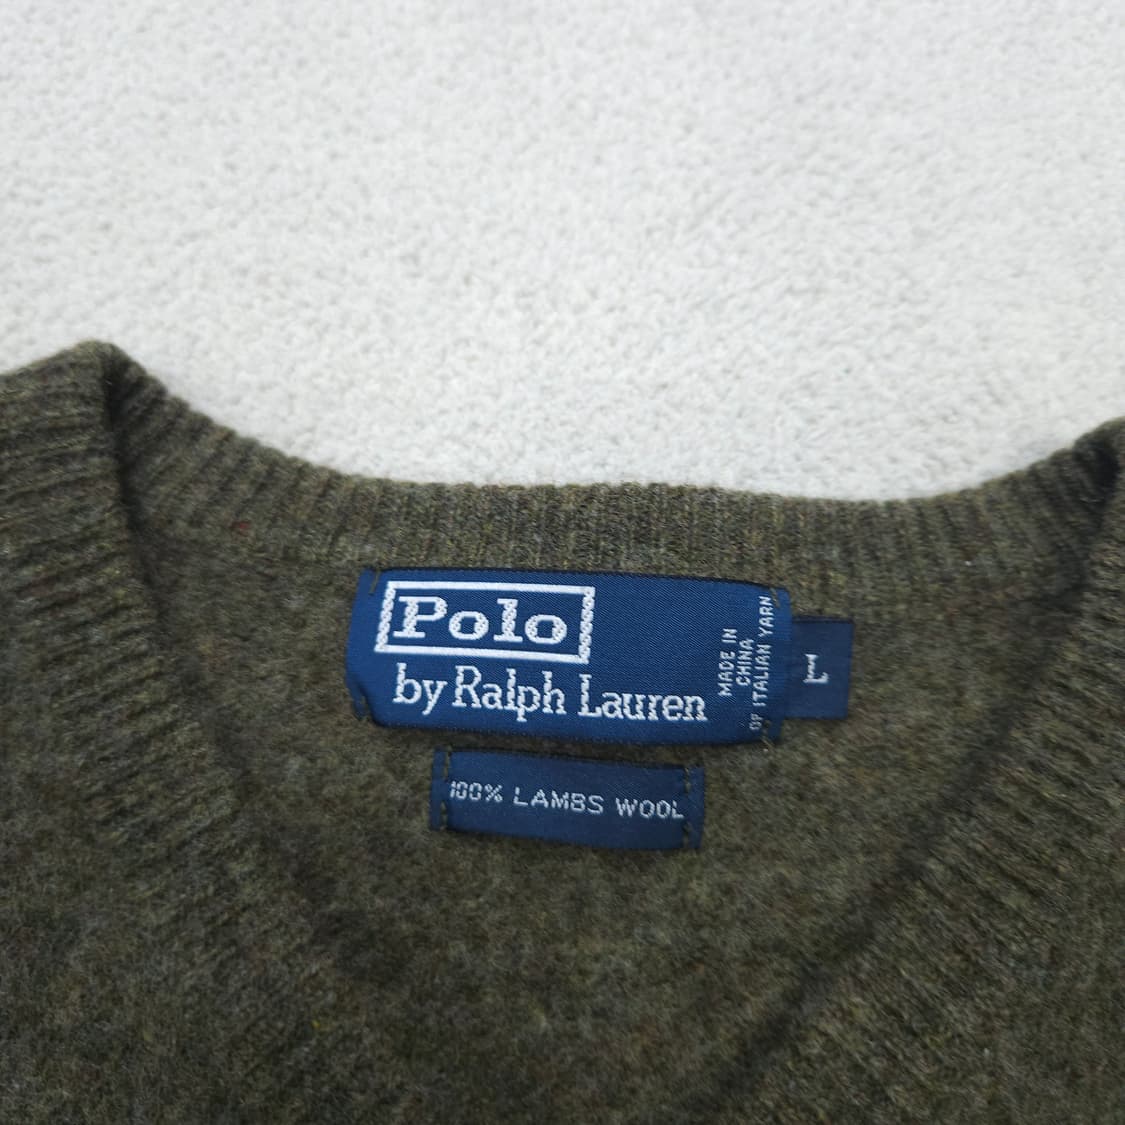 Polo
by Ralph Lauren
MADE IN
CHINA
OF ITALIAN YARN
L
100% LAMBS WOOL